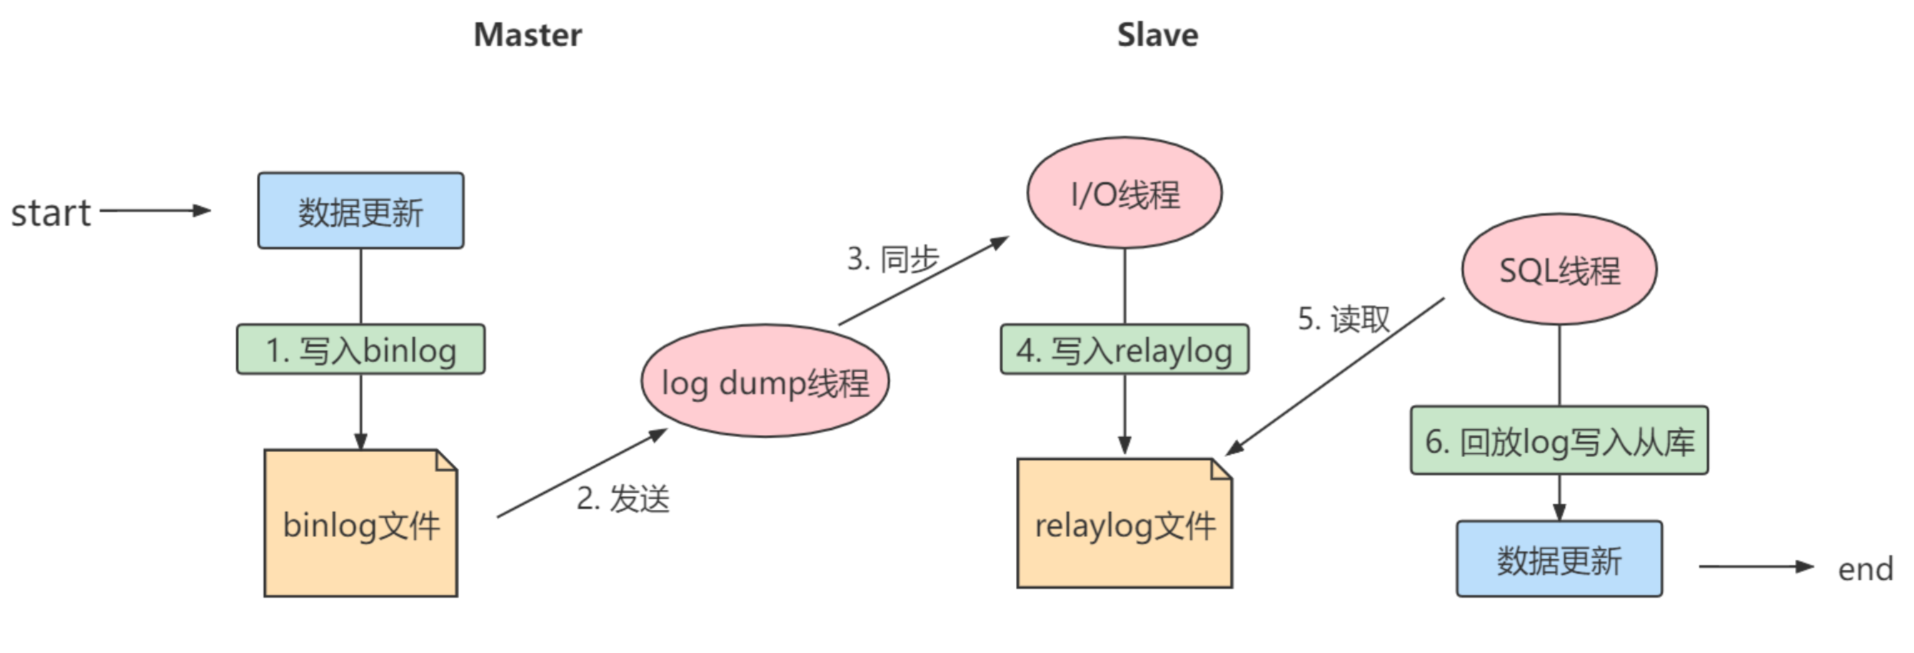 Master
Slave
start
数据更新
1. 写入binlog
binlog文件
2. 发送
log dump线程
3. 同步
I/O线程
4. 写入relaylog
relaylog文件
5. 读取
SQL线程
6. 回放log写入从库
数据更新
end